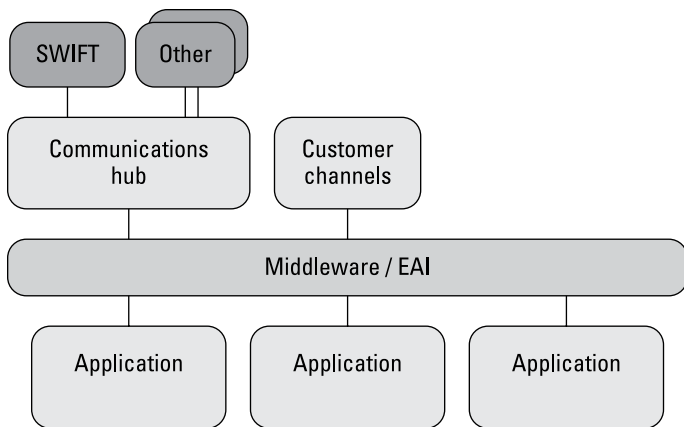 SWIFT
Other
Communications
hub
Customer
channels
Middleware / EAI
Application
Application
Application